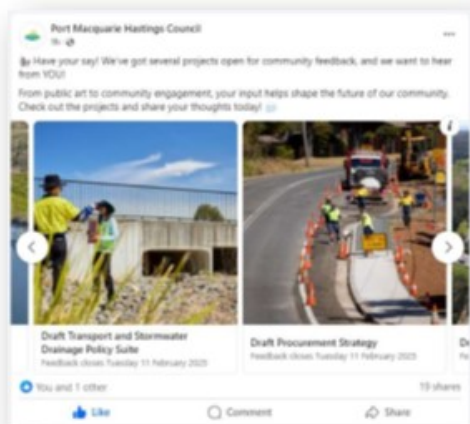 Port Macquarie Hastings Council
Have your say! We've got several projects open for community feedback, and we want to hear
from YOU!
From public art to community engagement, your input helps shape the future of our community.
Check out the projects and share your thoughts today!
Draft Transport and Stormwater
Drainage Policy Suite
Feedback closes Tuesday 11 February 2025
Draft Procurement Strategy
Feedback closes Tuesday 11 February 2025
You and 1 other
19 shares
Like
Comment
Share